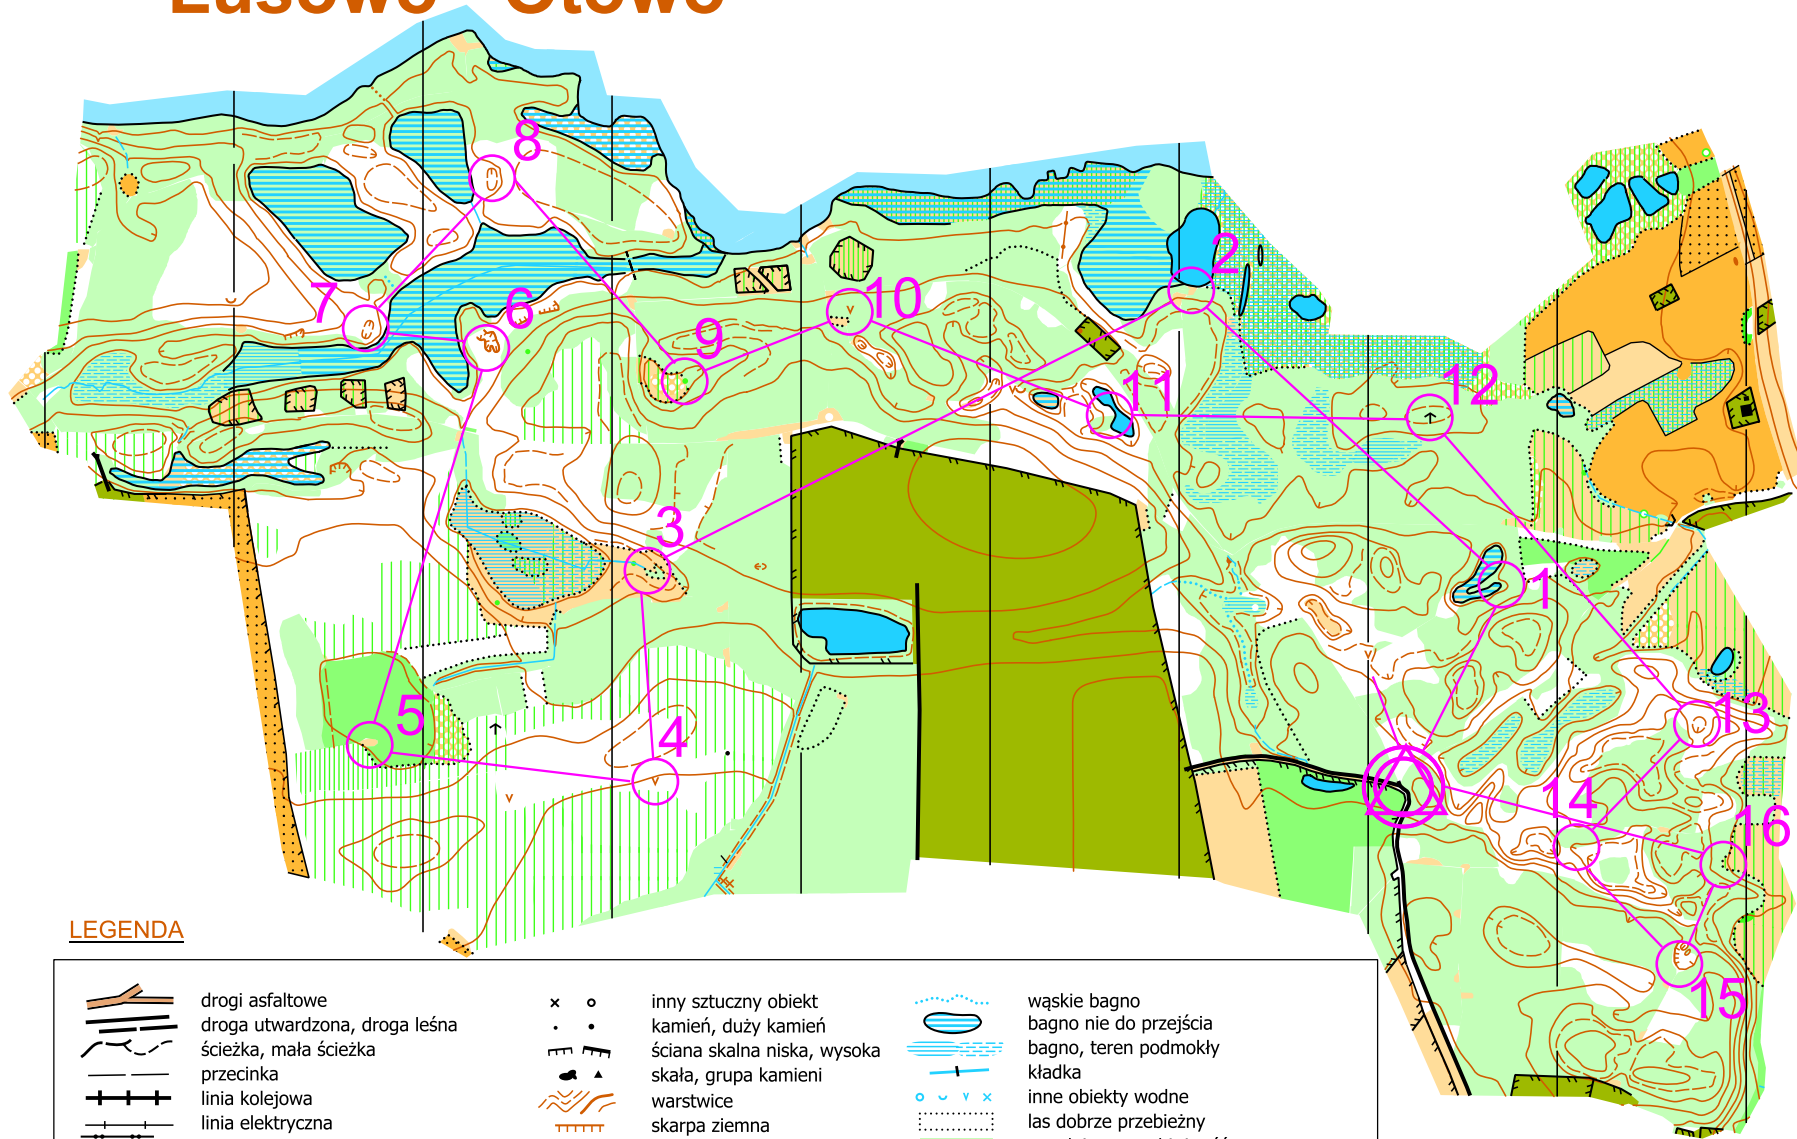 Lusowo - Otowo
8
2
7
6
10
9
12
11
3
1
5
4
13
14
16
15
LEGENDA
drogi asfaltowe
droga utwardzona, droga leśna
ścieżka, mała ścieżka
przecinka
linia kolejowa
linia elektryczna
inny sztuczny obiekt
kamień, duży kamień
ściana skalna niska, wysoka
skała, grupa kamieni
warstwice
skarpa ziemna
wąskie bagno
bagno nie do przejścia
bagno, teren podmokły
kładka
inne obiekty wodne
las dobrze przebieżny